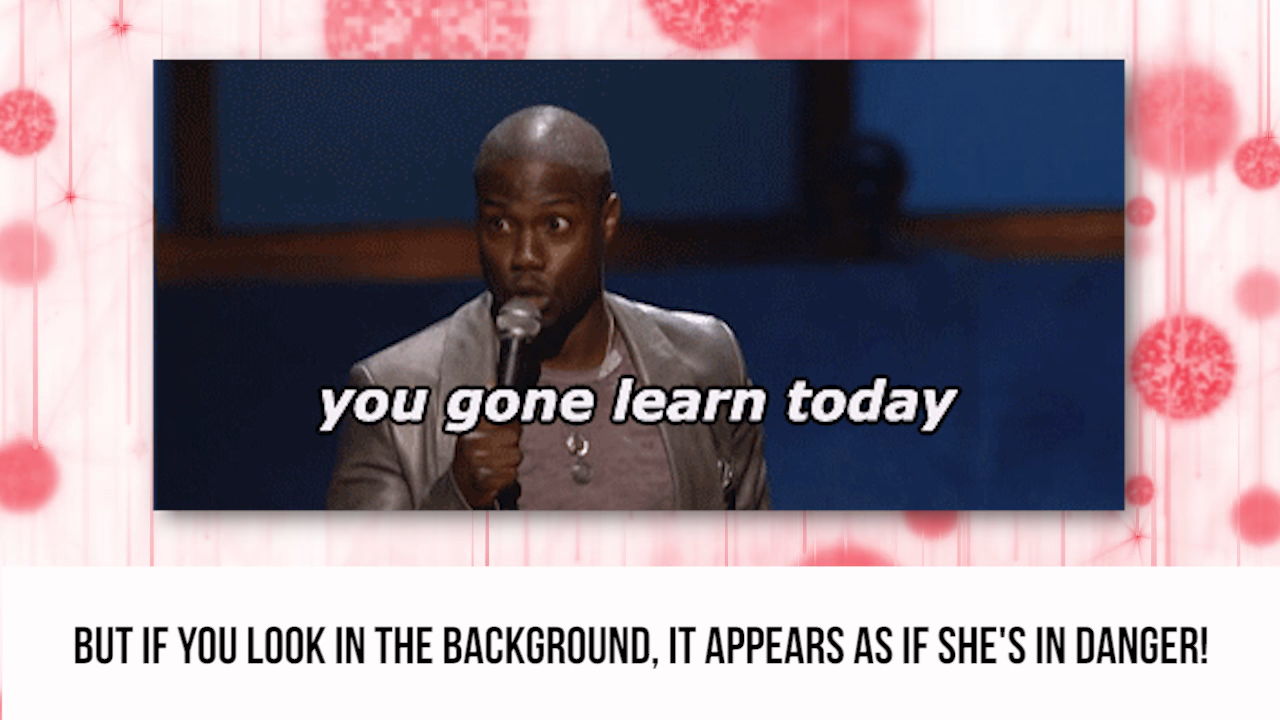 you gone learn today
BUT IF YOU LOOK IN THE BACKGROUND, IT APPEARS AS IF SHE'S IN DANGER!